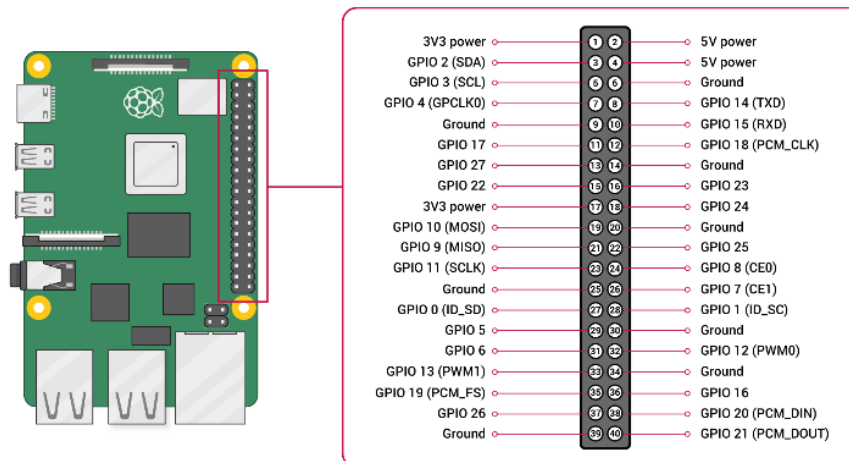 3V3 power 1 2 5V power
GPIO 2 (SDA) 3 4 5V power
GPIO 3 (SCL) 5 6 Ground
GPIO 4 (GPCLK0) 7 8 GPIO 14 (TXD)
Ground 9 10 GPIO 15 (RXD)
GPIO 17 11 12 GPIO 18 (PCM_CLK)
GPIO 27 13 14 Ground
GPIO 22 15 16 GPIO 23
3V3 power 17 18 GPIO 24
GPIO 10 (MOSI) 19 20 Ground
GPIO 9 (MISO) 21 22 GPIO 25
GPIO 11 (SCLK) 23 24 GPIO 8 (CE0)
Ground 25 26 GPIO 7 (CE1)
GPIO 0 (ID_SD) 27 28 GPIO 1 (ID_SC)
GPIO 5 29 30 Ground
GPIO 6 31 32 GPIO 12 (PWM0)
GPIO 13 (PWM1) 33 34 Ground
GPIO 19 (PCM_FS) 35 36 GPIO 16
GPIO 26 37 38 GPIO 20 (PCM_DIN)
Ground 39 40 GPIO 21 (PCM_DOUT)